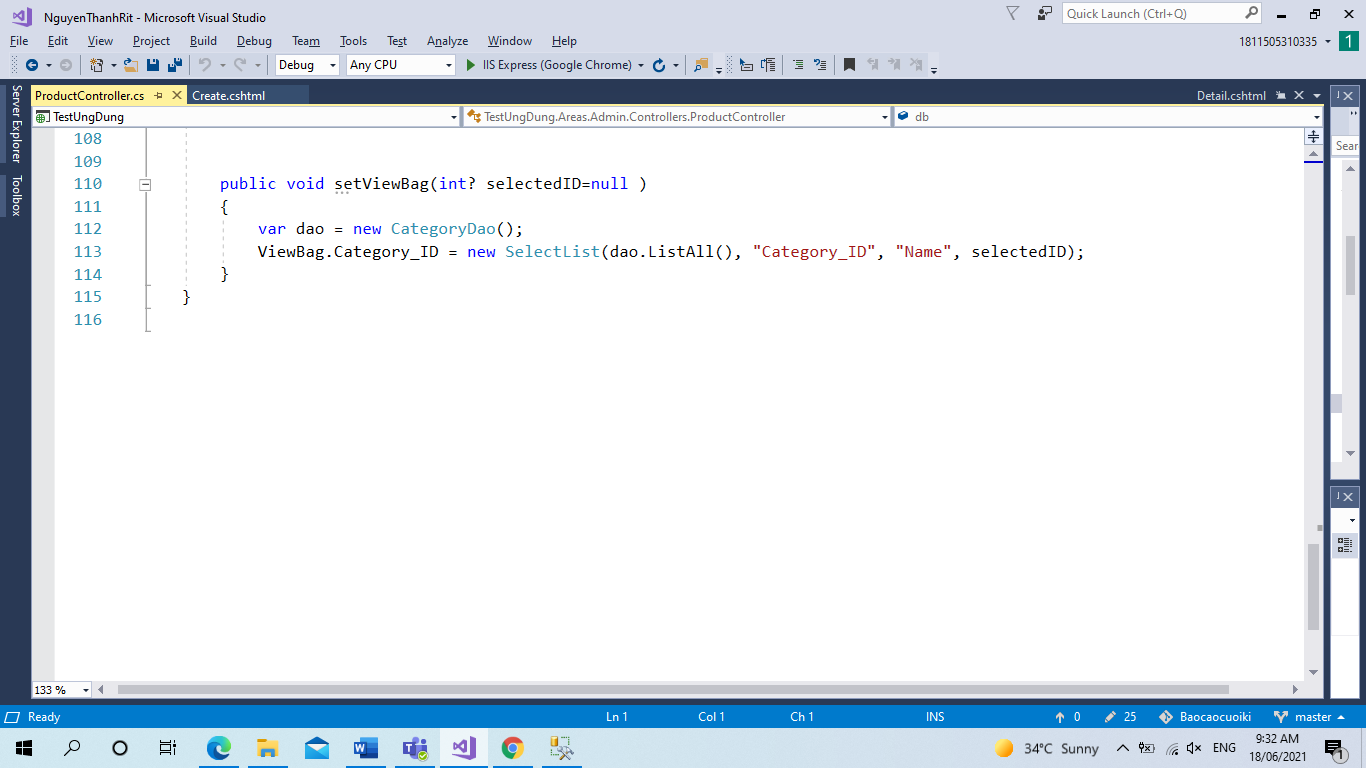 NguyenThanhRit - Microsoft Visual Studio
Quick Launch (Ctrl+Q)
File Edit View Project Build Debug Team Tools Test Analyze Window Help
1811505310335
1
Debug Any CPU IIS Express (Google Chrome)
Server Explorer
Toolbox
ProductController.cs Create.cshtml Detail.cshtml
TestUngDung TestUngDung.Areas.Admin.Controllers.ProductController db
Sear
108
109
110 public void setViewBag(int? selectedID=null )
111 {
112 var dao = new CategoryDao();
113 ViewBag.Category_ID = new SelectList(dao.ListAll(), "Category_ID", "Name", selectedID);
114 }
115 }
116
133 %
Ready Ln 1 Col 1 Ch 1 INS 0 25 Baocaocuoiki master
34°C Sunny ENG
9:32 AM
18/06/2021
1